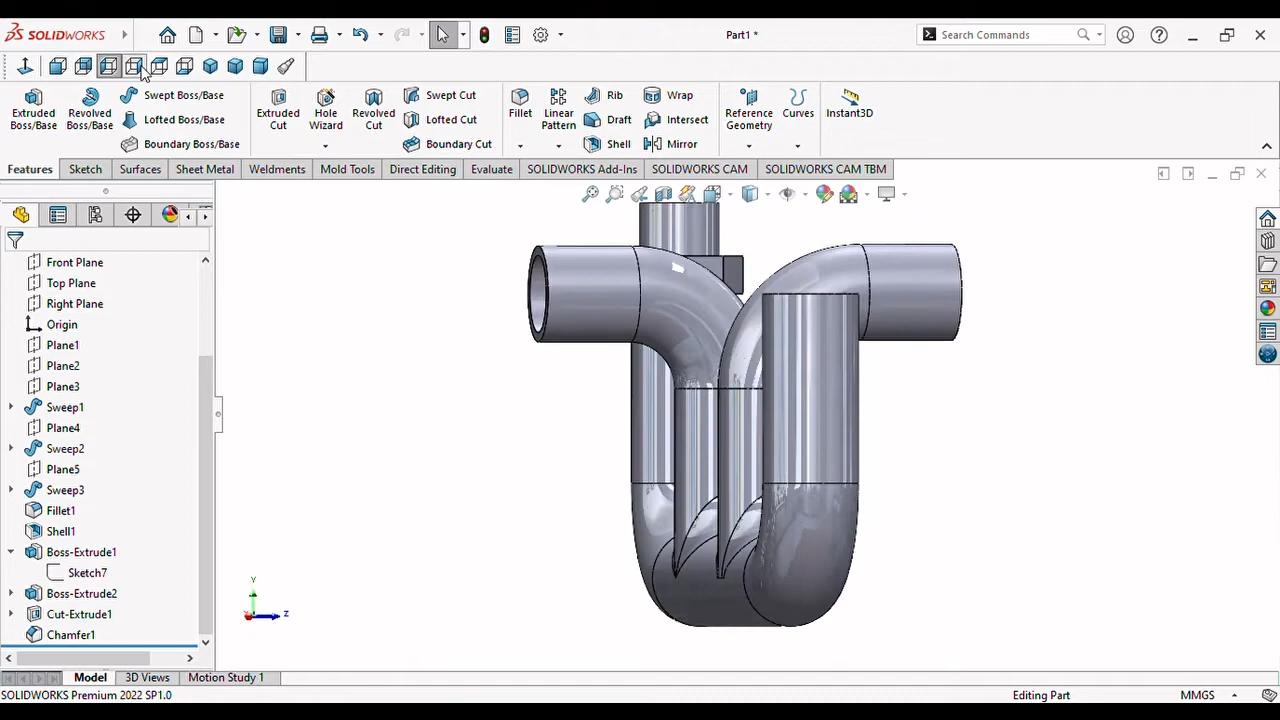 SOLIDWORKS
Part1 *
Search Commands
Extruded Boss/Base
Revolved Boss/Base
Swept Boss/Base
Lofted Boss/Base
Boundary Boss/Base
Extruded Cut
Hole Wizard
Revolved Cut
Swept Cut
Lofted Cut
Boundary Cut
Fillet
Linear Pattern
Rib
Draft
Shell
Wrap
Intersect
Mirror
Reference Geometry
Curves
Instant3D
Features
Sketch
Surfaces
Sheet Metal
Weldments
Mold Tools
Direct Editing
Evaluate
SOLIDWORKS Add-Ins
SOLIDWORKS CAM
SOLIDWORKS CAM TBM
Front Plane
Top Plane
Right Plane
Origin
Plane1
Plane2
Plane3
Sweep1
Plane4
Sweep2
Plane5
Sweep3
Fillet1
Shell1
Boss-Extrude1
Sketch7
Boss-Extrude2
Cut-Extrude1
Chamfer1
Y
Z
Model
3D Views
Motion Study 1
SOLIDWORKS Premium 2022 SP1.0
Editing Part
MMGS